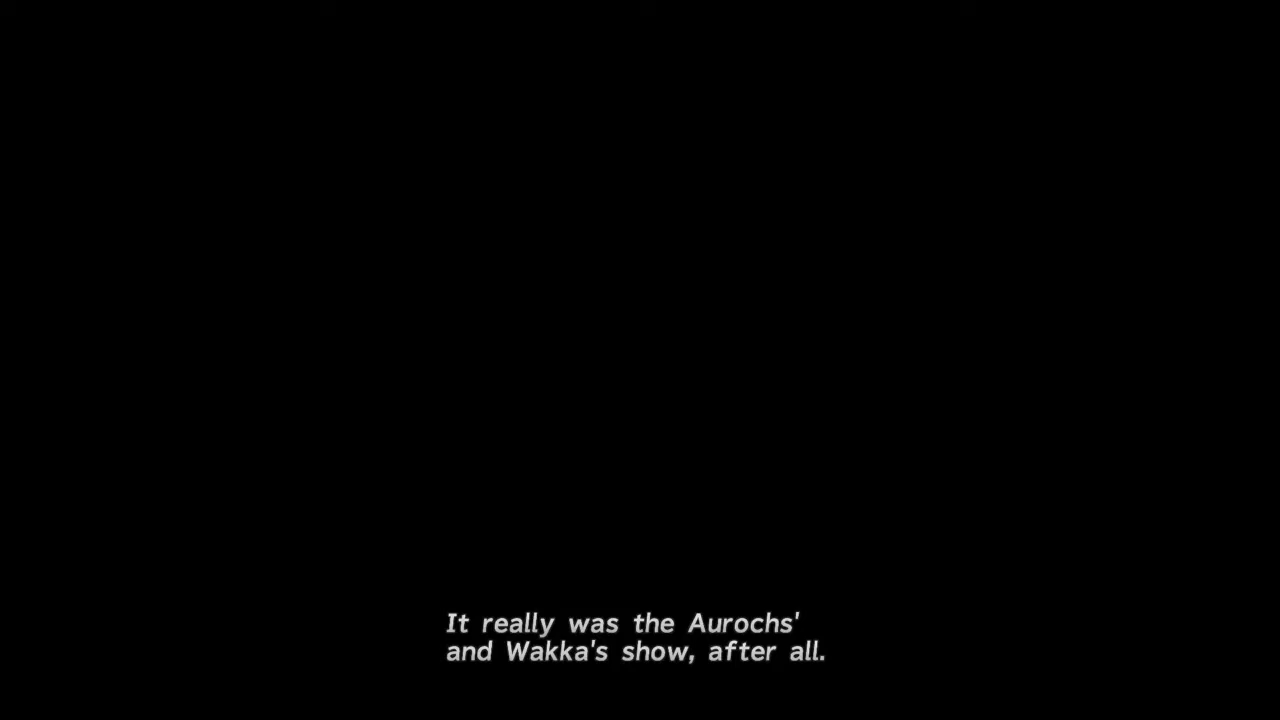 It really was the Aurochs'
and Wakka's show, after all.